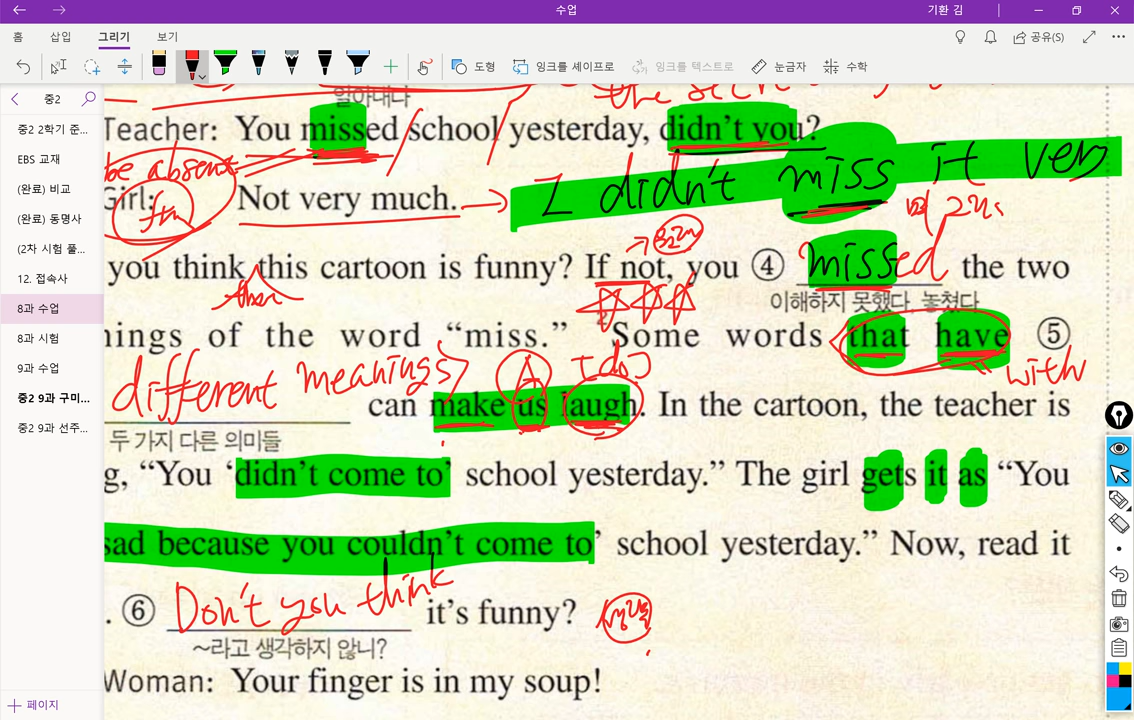 수업
기환 김
홈 삽입 그리기 보기
공유(S)
도형 잉크를 셰이프로 잉크를 텍스트로 눈금자 수학
중2
중2 2학기 준...
EBS 교재
(완료) 비교
(완료) 동명사
(2차 시험 풀...
12. 접속사
8과 수업
8과 시험
9과 수업
중2 9과 구미...
중2 9과 선주...
페이지
알아내다
Teacher: You missed school yesterday, didn't you?
be absent
Girl: Not very much. → I didn't miss it very
from
you think this cartoon is funny? If not, you ④ missed the two
that
이해하지 못했다, 놓쳤다
nings of the word “miss.” Some words that have ⑤
different meanings with
A do
can make us laugh. In the cartoon, the teacher is
두 가지 다른 의미들
g, “You ‘didn't come to’ school yesterday.” The girl gets it as “You
sad because you couldn't come to’ school yesterday.” Now, read it
. ⑥ Don't you think it's funny?
~라고 생각하지 않니?
Woman: Your finger is in my soup!